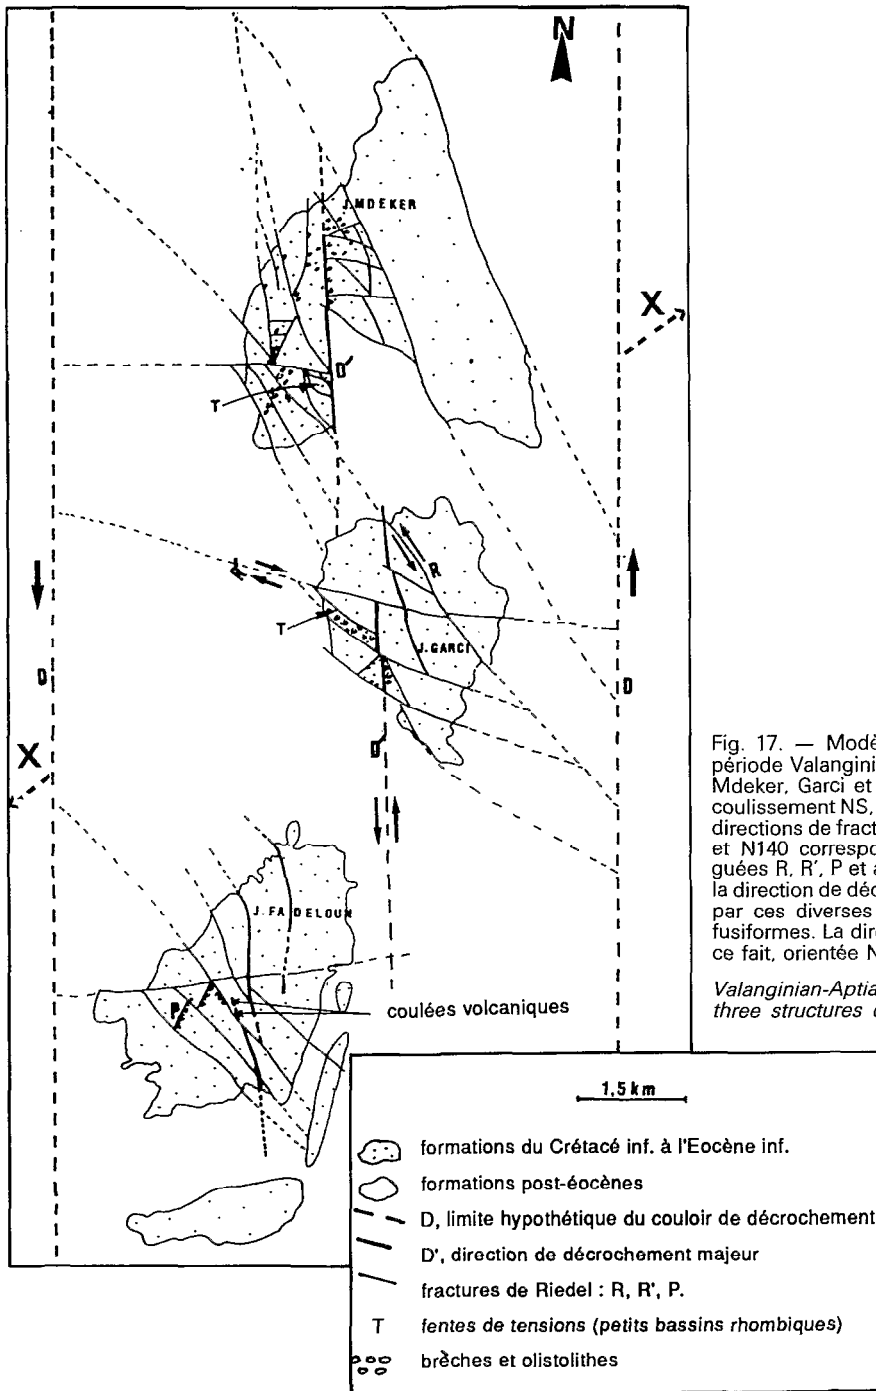 N
J.MDEKER
X
D'
T
R
T
J.GARCI
D
D
X
D'
J.FADELOUN
P
coulées volcaniques
Fig. 17. — Modè
période Valangini
Mdeker, Garci et
coulissement NS,
directions de fract
et N140 correspo
guées R, R', P et a
la direction de déc
par ces diverses
fusiformes. La dire
ce fait, orientée N
Valanginian-Aptia
three structures o
1,5 km
formations du Crétacé inf. à l'Eocène inf.
formations post-éocènes
D, limite hypothétique du couloir de décrochement
D', direction de décrochement majeur
fractures de Riedel : R, R', P.
T fentes de tensions (petits bassins rhombiques)
brèches et olistolithes